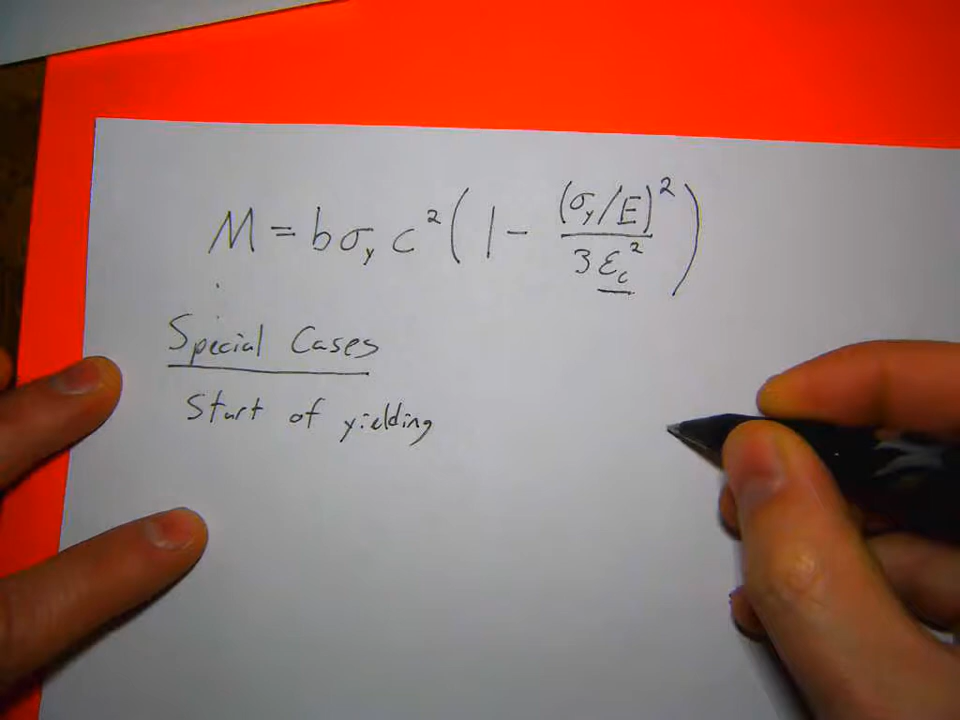 M = bσ_y c² (1 - (σ_y/E)² / 3ε_c²)
Special Cases
Start of yielding